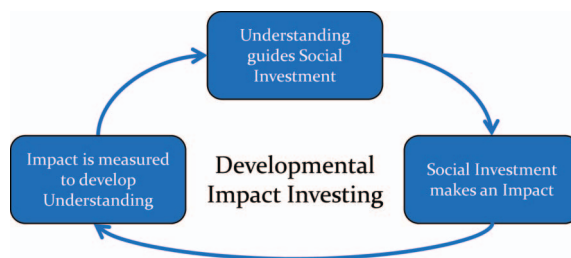 Understanding
guides Social
Investment
Impact is measured
to develop
Understanding
Developmental
Impact Investing
Social Investment
makes an Impact